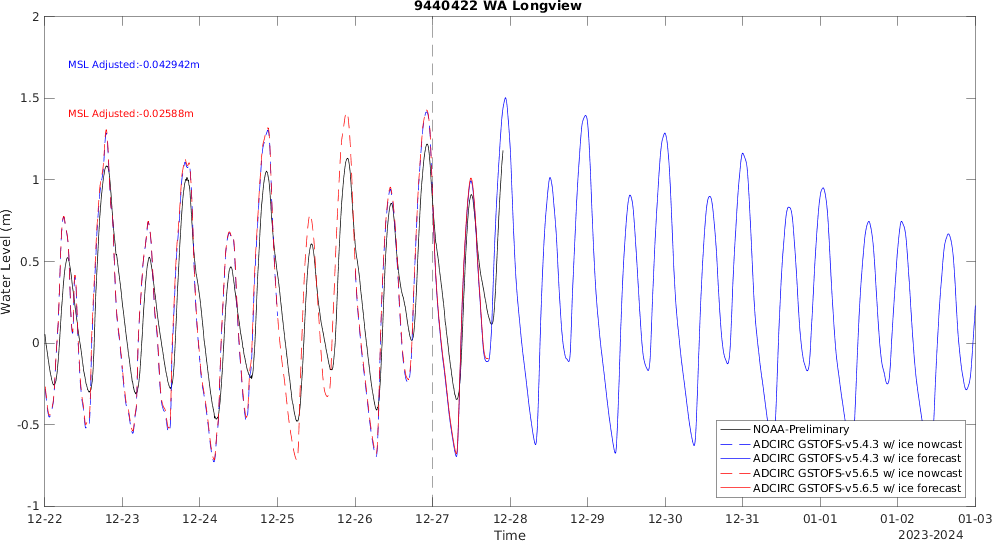 9440422 WA Longview
2
1.5
1
0.5
0
-0.5
-1
Water Level (m)
MSL Adjusted:-0.042942m
MSL Adjusted:-0.02588m
NOAA-Preliminary
ADCIRC GSTOFS-v5.4.3 w/ ice nowcast
ADCIRC GSTOFS-v5.4.3 w/ ice forecast
ADCIRC GSTOFS-v5.6.5 w/ ice nowcast
ADCIRC GSTOFS-v5.6.5 w/ ice forecast
12-22 12-23 12-24 12-25 12-26 12-27 12-28 12-29 12-30 12-31 01-01 01-02 01-03
Time
2023-2024